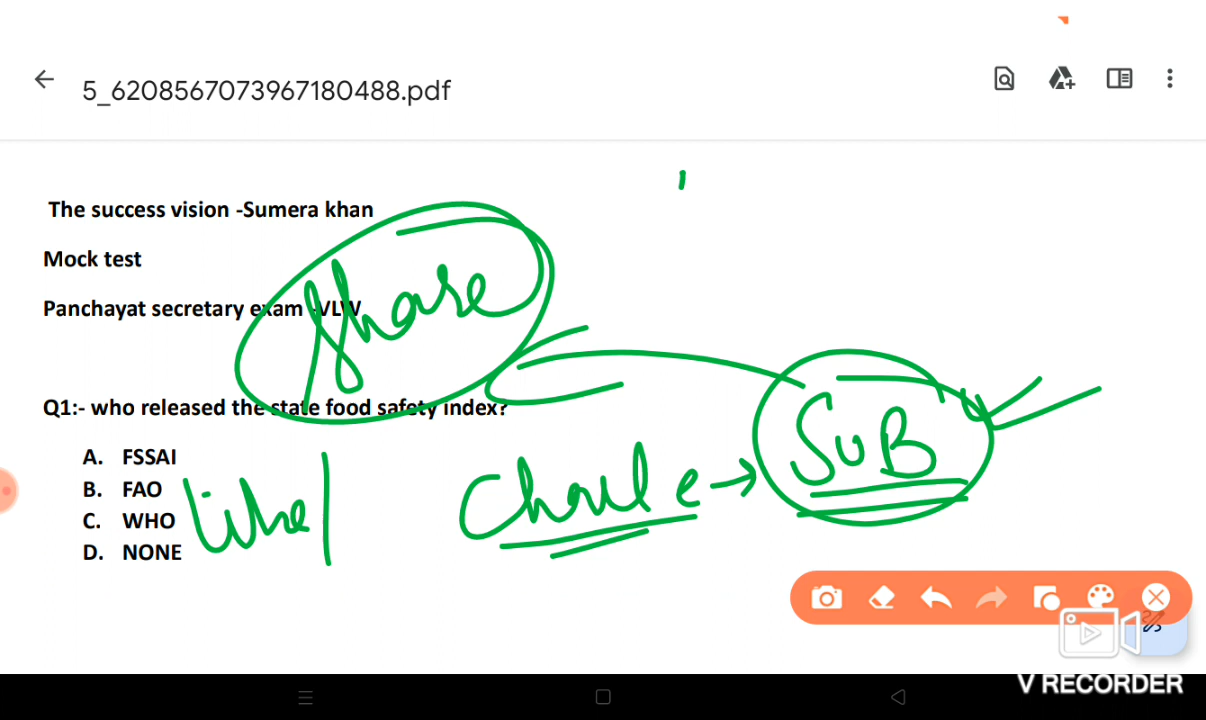 5_6208567073967180488.pdf
The success vision -Sumera khan
Mock test
Panchayat secretary exam -VLW
Share
Q1:- who released the state food safety index?
A. FSSAI
B. FAO
C. WHO
D. NONE
like
SUB
V RECORDER